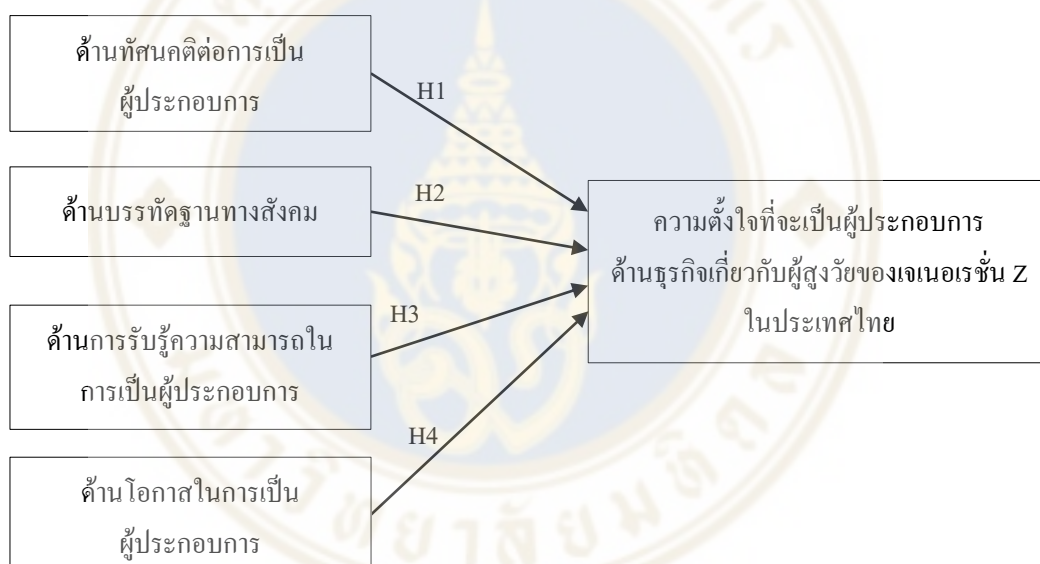 ด้านทัศนคติต่อการเป็น
ผู้ประกอบการ
H1
ด้านบรรทัดฐานทางสังคม
H2
ความตั้งใจที่จะเป็นผู้ประกอบการ
ด้านธุรกิจเกี่ยวกับผู้สูงวัยของเจเนอเรชั่น Z
ในประเทศไทย
ด้านการรับรู้ความสามารถใน
การเป็นผู้ประกอบการ
H3
ด้านโอกาสในการเป็น
ผู้ประกอบการ
H4